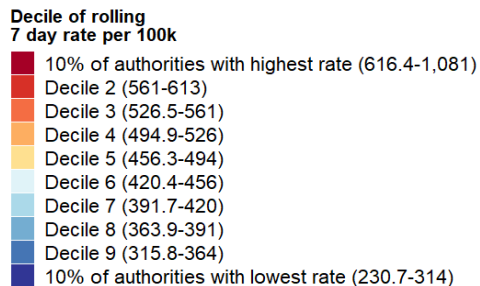 Decile of rolling
7 day rate per 100k
10% of authorities with highest rate (616.4-1,081)
Decile 2 (561-613)
Decile 3 (526.5-561)
Decile 4 (494.9-526)
Decile 5 (456.3-494)
Decile 6 (420.4-456)
Decile 7 (391.7-420)
Decile 8 (363.9-391)
Decile 9 (315.8-364)
10% of authorities with lowest rate (230.7-314)